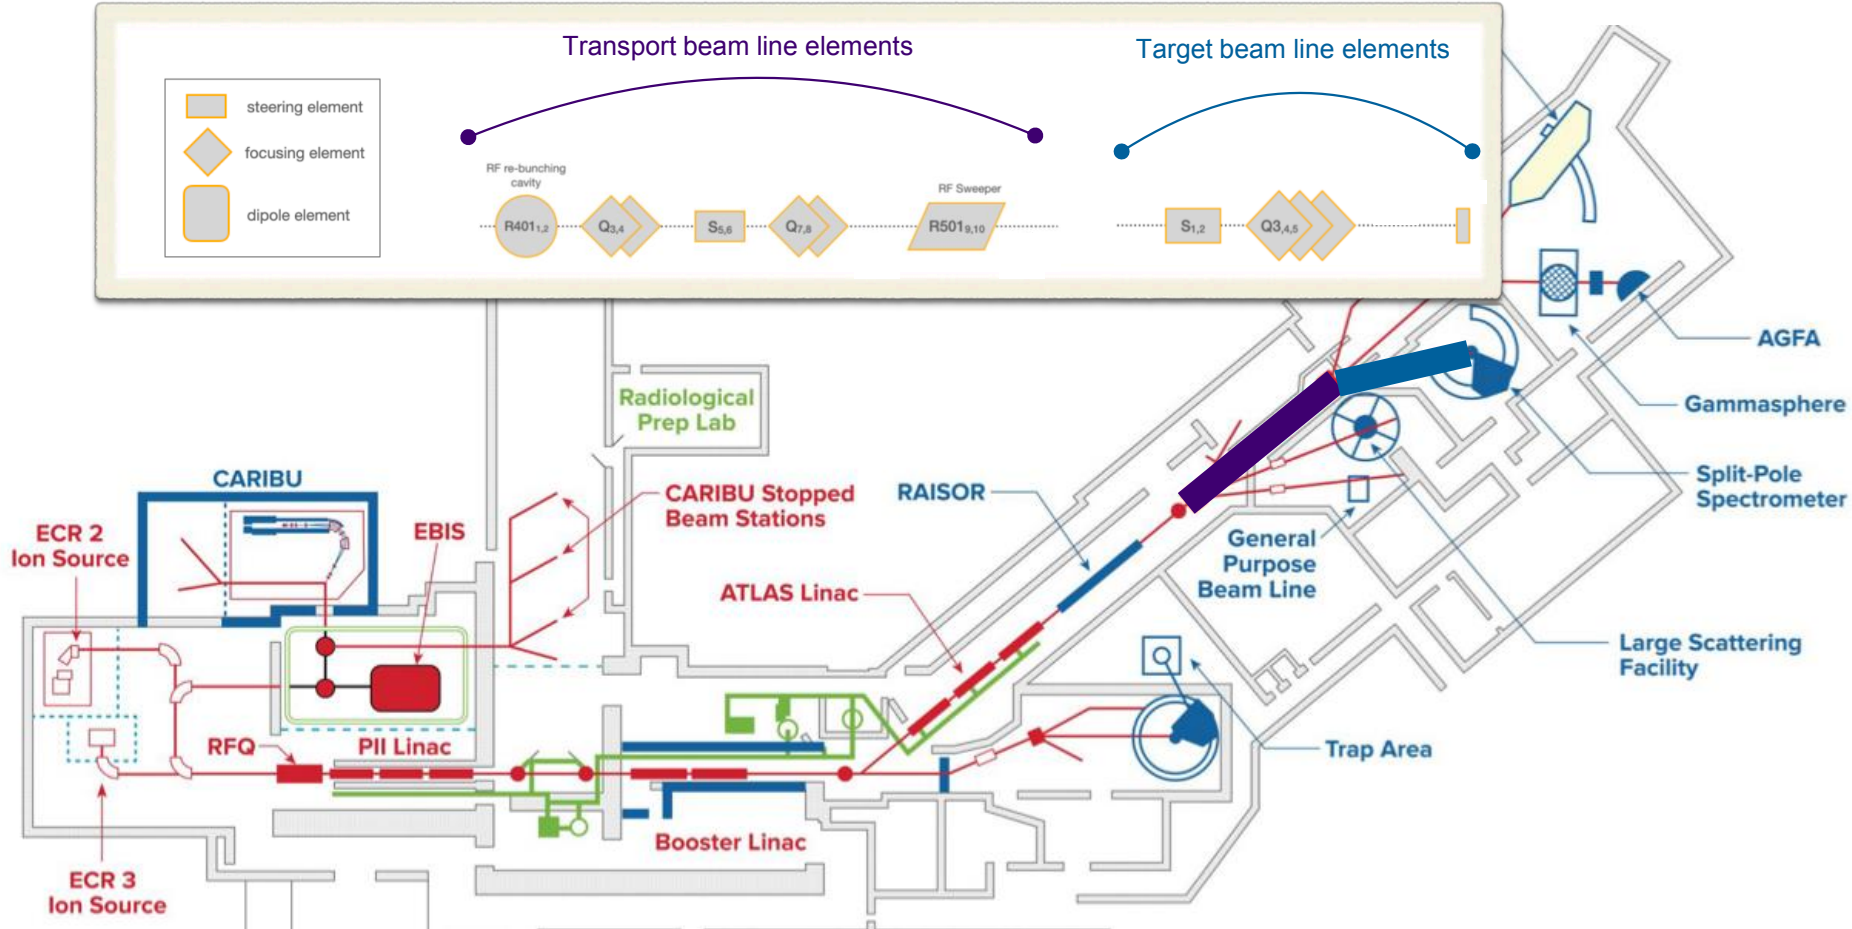 Transport beam line elements
Target beam line elements
steering element
focusing element
dipole element
RF re-bunching
cavity
R401₁,₂
Q₃,₄
S₅,₆
Q₇,₈
RF Sweeper
R501₉,₁₀
S₁,₂
Q3,₄,₅
AGFA
Gammasphere
Split-Pole
Spectrometer
Radiological
Prep Lab
CARIBU
ECR 2
Ion Source
EBIS
CARIBU Stopped
Beam Stations
RAISOR
ATLAS Linac
General
Purpose
Beam Line
Large Scattering
Facility
RFQ
PII Linac
Trap Area
Booster Linac
ECR 3
Ion Source